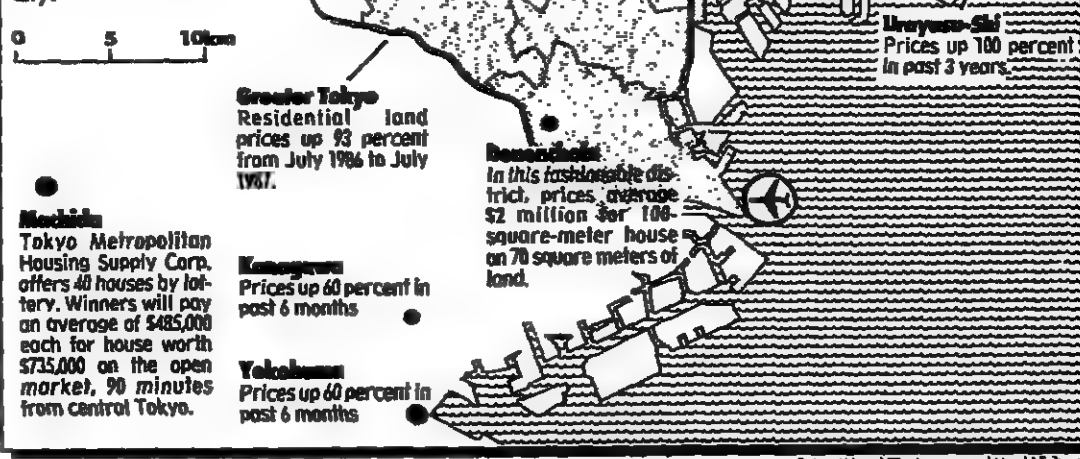 0 5 10km
Urayasu-Shi
Prices up 100 percent
in past 3 years.
Greater Tokyo
Residential land
prices up 93 percent
from July 1986 to July
1987.
In this fashionable dis-
trict, prices average
$2 million for 100-
square-meter house
on 70 square meters of
land.
Machida
Tokyo Metropolitan
Housing Supply Corp.
offers 40 houses by lot-
tery. Winners will pay
an average of $485,000
each for house worth
$735,000 on the open
market, 90 minutes
from central Tokyo.
Kanagawa
Prices up 60 percent in
past 6 months
Yokohama
Prices up 60 percent in
past 6 months